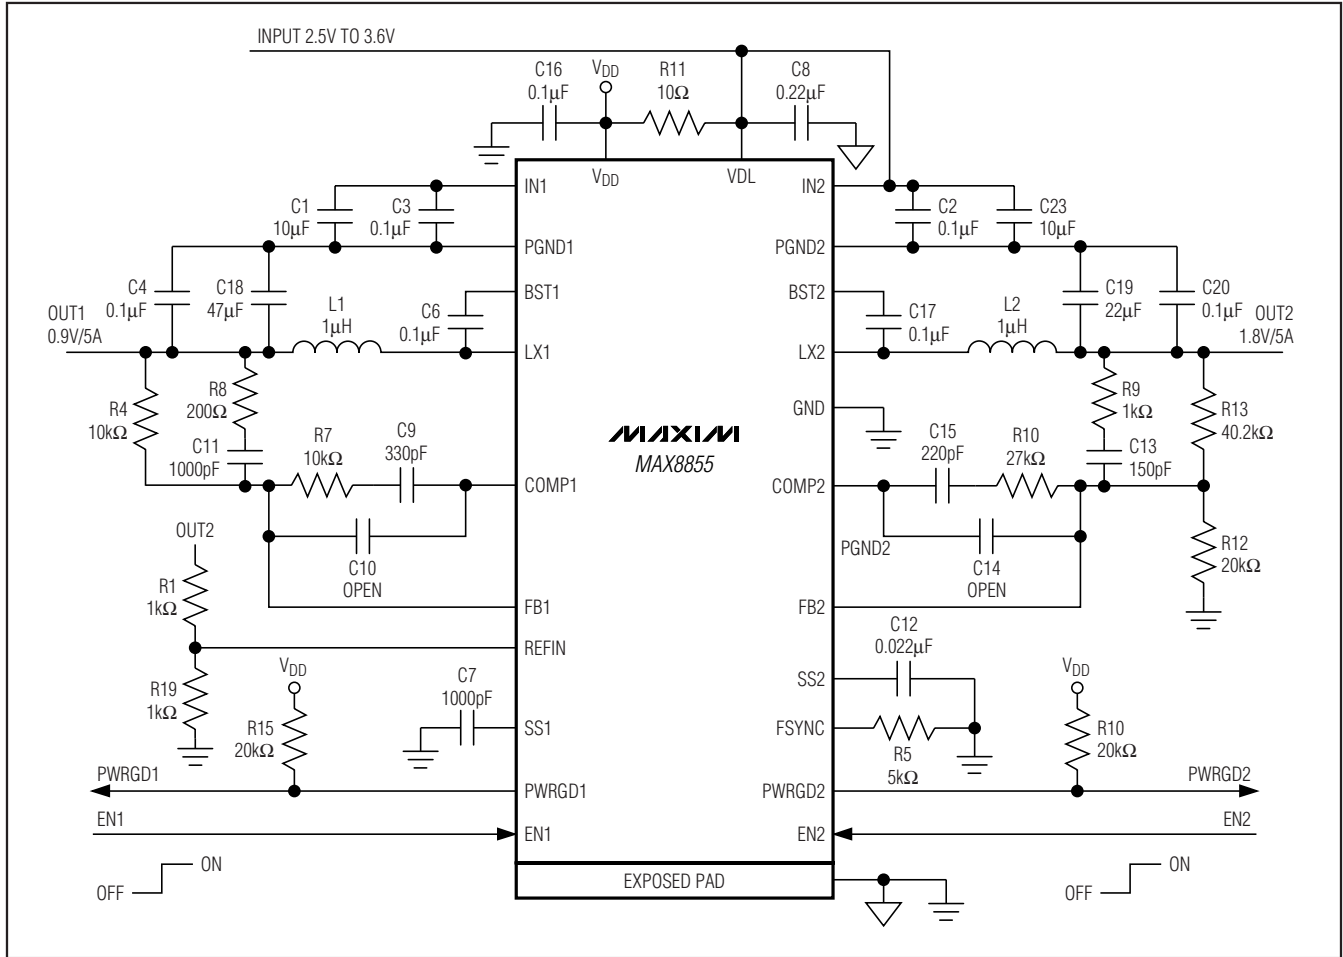 INPUT 2.5V TO 3.6V
C16
0.1μF
VDD
R11
10Ω
C8
0.22μF
VDD
VDL
IN1
IN2
C1
10μF
C3
0.1μF
C2
0.1μF
C23
10μF
PGND1
PGND2
C4
0.1μF
C18
47μF
BST1
BST2
C19
22μF
C20
0.1μF
OUT1
0.9V/5A
L1
1μH
C6
0.1μF
C17
0.1μF
L2
1μH
OUT2
1.8V/5A
LX1
LX2
R4
10kΩ
R8
200Ω
GND
R9
1kΩ
R13
40.2kΩ
C11
1000pF
R7
10kΩ
C9
330pF
MAXIM
MAX8855
C15
220pF
R10
27kΩ
C13
150pF
COMP1
COMP2
OUT2
C10
OPEN
PGND2
C14
OPEN
R12
20kΩ
R1
1kΩ
FB1
FB2
REFIN
C12
0.022μF
R19
1kΩ
VDD
R15
20kΩ
C7
1000pF
SS1
SS2
FSYNC
R5
5kΩ
VDD
R10
20kΩ
PWRGD1
PWRGD1
PWRGD2
PWRGD2
EN1
EN1
EN2
EN2
OFF
ON
EXPOSED PAD
OFF
ON